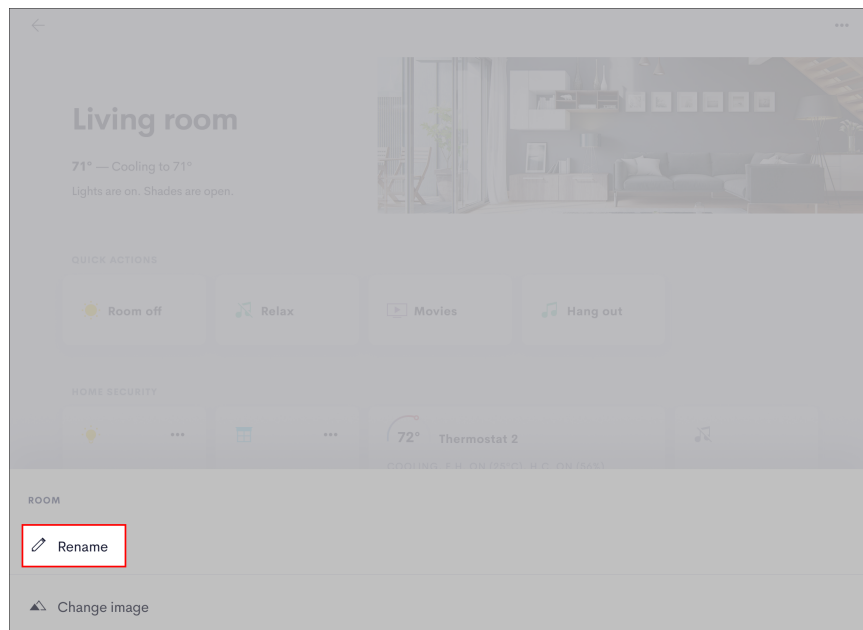 Living room
71° — Cooling to 71°
Lights are on. Shades are open.
QUICK ACTIONS
Room off
Relax
Movies
Hang out
HOME SECURITY
72° Thermostat 2
ROOM
Rename
Change image